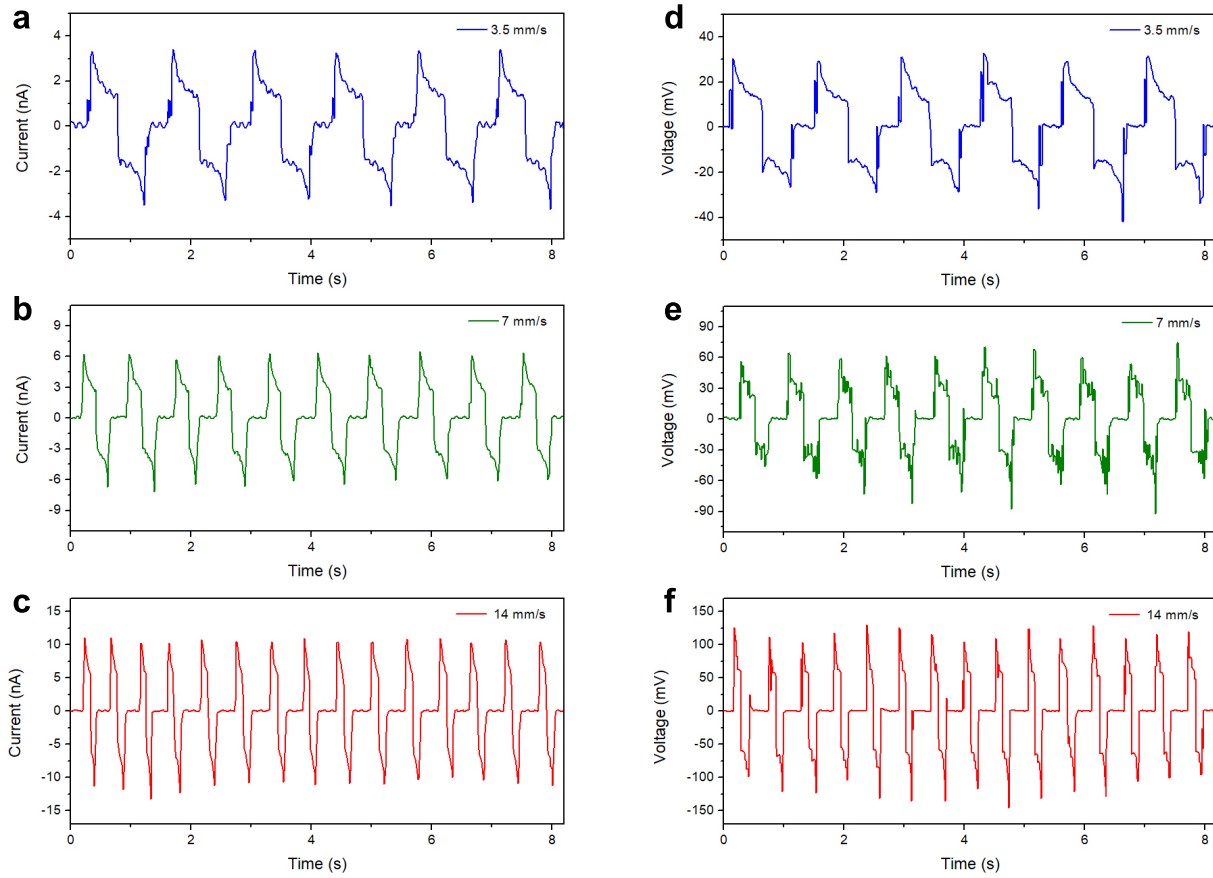 a
3.5 mm/s
Current (nA)
4
2
0
-2
-4
0 2 4 6 8
Time (s)
d
3.5 mm/s
Voltage (mV)
40
20
0
-20
-40
0 2 4 6 8
Time (s)
b
7 mm/s
Current (nA)
9
6
3
0
-3
-6
-9
0 2 4 6 8
Time (s)
e
7 mm/s
Voltage (mV)
90
60
30
0
-30
-60
-90
0 2 4 6 8
Time (s)
c
14 mm/s
Current (nA)
15
10
5
0
-5
-10
-15
0 2 4 6 8
Time (s)
f
14 mm/s
Voltage (mV)
150
100
50
0
-50
-100
-150
0 2 4 6 8
Time (s)